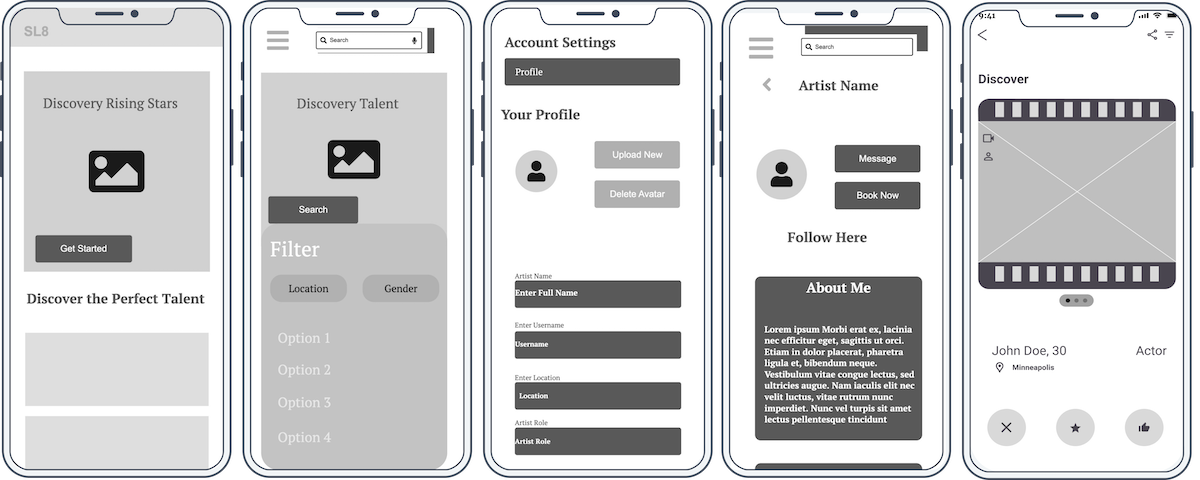 SL8
Discovery Rising Stars
Get Started
Discover the Perfect Talent
Search
Discovery Talent
Search
Filter
Location
Gender
Option 1
Option 2
Option 3
Option 4
Account Settings
Profile
Your Profile
Upload New
Delete Avatar
Artist Name
Enter Full Name
Enter Username
Username
Enter Location
Location
Artist Role
Artist Role
Search
Artist Name
Message
Book Now
Follow Here
About Me
Lorem ipsum Morbi erat ex, lacinia
nec efficitur eget, sagittis ut orci.
Etiam in dolor placerat, pharetra
ligula et, bibendum neque.
Vestibulum vitae congue lectus, sed
ultricies augue. Nam iaculis elit nec
velit luctus, vitae rutrum nunc
imperdiet. Nunc vel turpis sit amet
lectus pellentesque tincidunt
9:41
Discover
John Doe, 30
Actor
Minneapolis